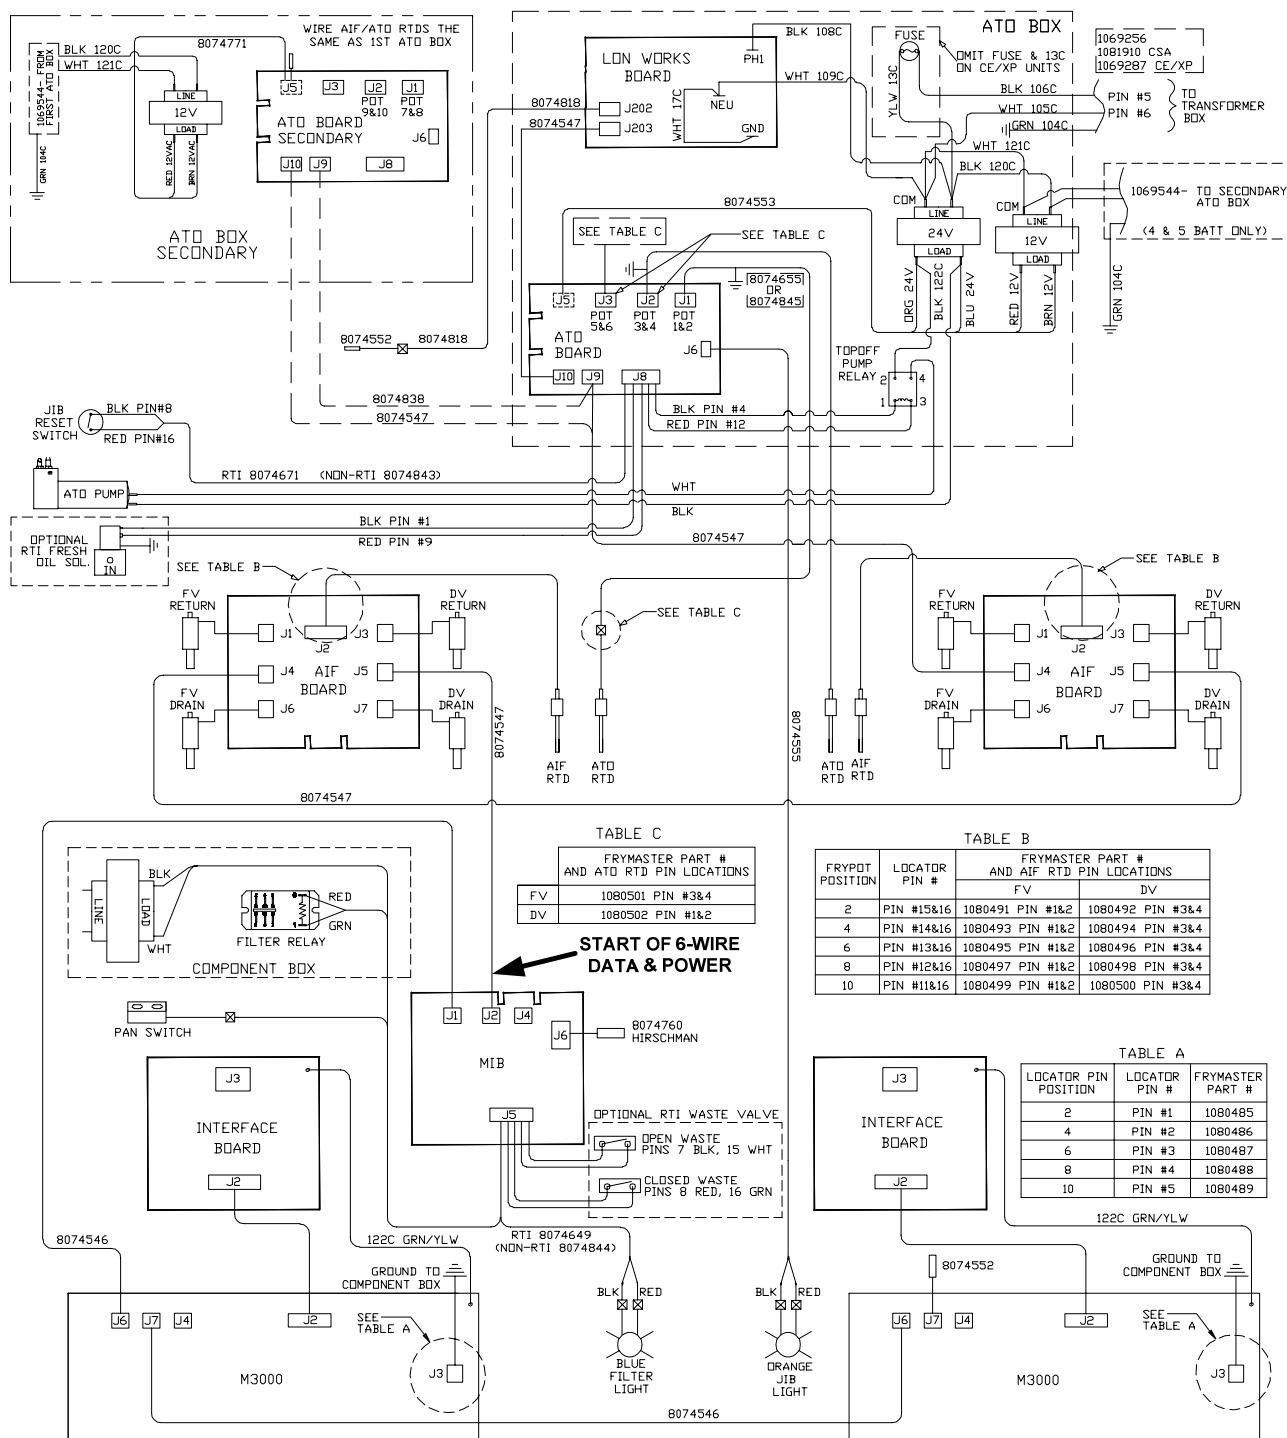 WIRE AIF/ATO RTDS THE
SAME AS 1ST ATO BOX
8074771
BLK 120C
WHT 121C
1069544- FROM
FIRST ATO BOX
GRN 104C
LINE
12V
LOAD
RED 12VAC
BRN 12VAC
J5
J3
J2
J1
POT
9&10
POT
7&8
ATO BOARD
SECONDARY
J6
J10
J9
J8
ATO BOX
SECONDARY
ATO BOX
LON WORKS
BOARD
PH1
BLK 108C
WHT 109C
WHT 17C
NEU
GND
J202
J203
8074818
8074547
FUSE
YLW 13C
OMIT FUSE & 13C
ON CE/XP UNITS
1069256
1081910 CSA
1069287 CE/XP
BLK 106C
WHT 105C
GRN 104C
PIN #5
PIN #6
TO
TRANSFORMER
BOX
WHT 121C
BLK 120C
1069544- TO SECONDARY
ATO BOX
(4 & 5 BATT ONLY)
GRN 104C
COM
LINE
24V
LOAD
COM
LINE
12V
LOAD
ORG 24V
BLK 122C
BLU 24V
RED 12V
BRN 12V
8074553
SEE TABLE C
SEE TABLE C
8074655
OR
8074845
J5
J3
J2
J1
POT
5&6
POT
3&4
POT
1&2
ATO
BOARD
J6
J10
J9
J8
TOPOFF
PUMP
RELAY
2
4
1
3
8074552
8074818
8074838
8074547
BLK PIN #4
RED PIN #12
JIB
RESET
SWITCH
BLK PIN#8
RED PIN#16
RTI 8074671 (NON-RTI 8074843)
ATO PUMP
WHT
BLK
OPTIONAL
RTI FRESH
OIL SOL.
O
IN
BLK PIN #1
RED PIN #9
8074547
SEE TABLE B
SEE TABLE B
SEE TABLE C
FV
RETURN
DV
RETURN
J1
J2
J3
J4
J5
AIF
BOARD
J6
J7
FV
DRAIN
DV
DRAIN
8074547
AIF
RTD
ATO
RTD
8074555
ATO
RTD
AIF
RTD
FV
RETURN
DV
RETURN
J1
J2
J3
J4
J5
AIF
BOARD
J6
J7
FV
DRAIN
DV
DRAIN
8074547
TABLE C
FRYMASTER PART #
AND ATO RTD PIN LOCATIONS
FV 1080501 PIN #3&4
DV 1080502 PIN #1&2
TABLE B
FRYPOT POSITION LOCATOR PIN # FRYMASTER PART # AND AIF RTD PIN LOCATIONS
FV DV
2 PIN #15&16 1080491 PIN #1&2 1080492 PIN #3&4
4 PIN #14&16 1080493 PIN #1&2 1080494 PIN #3&4
6 PIN #13&16 1080495 PIN #1&2 1080496 PIN #3&4
8 PIN #12&16 1080497 PIN #1&2 1080498 PIN #3&4
10 PIN #11&16 1080499 PIN #1&2 1080500 PIN #3&4
START OF 6-WIRE
DATA & POWER
LINE
LOAD
BLK
WHT
RED
GRN
FILTER RELAY
COMPONENT BOX
PAN SWITCH
J1
J2
J4
J6
8074760
HIRSCHMAN
MIB
J5
OPTIONAL RTI WASTE VALVE
OPEN WASTE
PINS 7 BLK, 15 WHT
CLOSED WASTE
PINS 8 RED, 16 GRN
RTI 8074649
(NON-RTI 8074844)
J3
INTERFACE
BOARD
J2
J3
INTERFACE
BOARD
J2
TABLE A
LOCATOR PIN POSITION LOCATOR PIN # FRYMASTER PART #
2 PIN #1 1080485
4 PIN #2 1080486
6 PIN #3 1080487
8 PIN #4 1080488
10 PIN #5 1080489
8074546
122C GRN/YLW
GROUND TO
COMPONENT BOX
J6
J7
J4
J2
SEE
TABLE A
J3
M3000
BLK
RED
BLUE
FILTER
LIGHT
BLK
RED
ORANGE
JIB
LIGHT
122C GRN/YLW
8074552
GROUND TO
COMPONENT BOX
J6
J7
J4
J2
SEE
TABLE A
J3
M3000
8074546